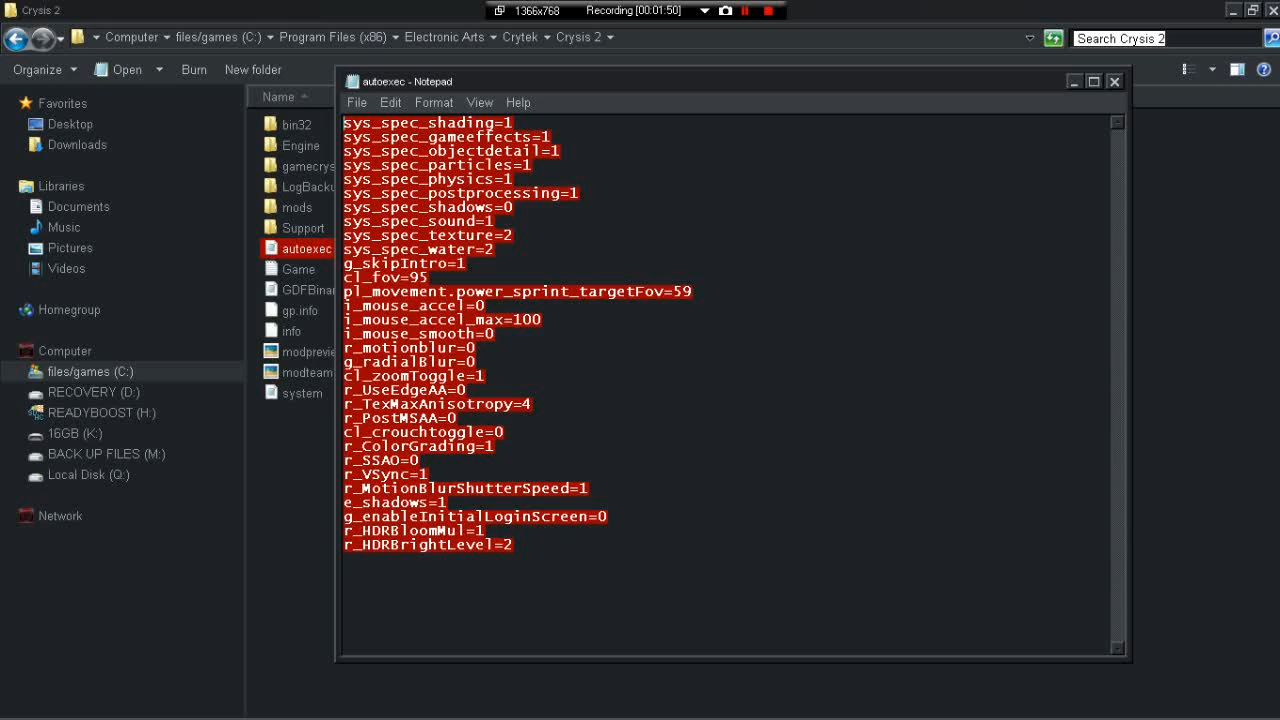 Crysis 2
1366x768
Recording [00:01:50]
Computer
files/games (C:)
Program Files (x86)
Electronic Arts
Crytek
Crysis 2
Search Crysis 2
Organize
Open
Burn
New folder
Favorites
Desktop
Downloads
Libraries
Documents
Music
Pictures
Videos
Homegroup
Computer
files/games (C:)
RECOVERY (D:)
READYBOOST (H:)
16GB (K:)
BACK UP FILES (M:)
Local Disk (Q:)
Network
Name
bin32
Engine
gamecrys
LogBacku
mods
Support
autoexec
Game
GDFBinar
gp.info
info
modprevie
modteam
system
autoexec - Notepad
File
Edit
Format
View
Help
sys_spec_shading=1
sys_spec_gameeffects=1
sys_spec_objectdetail=1
sys_spec_particles=1
sys_spec_physics=1
sys_spec_postprocessing=1
sys_spec_shadows=0
sys_spec_sound=1
sys_spec_texture=2
sys_spec_water=2
g_skipIntro=1
cl_fov=95
pl_movement.power_sprint_targetFov=59
i_mouse_accel=0
i_mouse_accel_max=100
i_mouse_smooth=0
r_motionblur=0
g_radialBlur=0
cl_zoomToggle=1
r_UseEdgeAA=0
r_TexMaxAnisotropy=4
r_PostMSAA=0
cl_crouchtoggle=0
r_ColorGrading=1
r_SSAO=0
r_VSync=1
r_MotionBlurShutterSpeed=1
e_shadows=1
g_enableInitialLoginScreen=0
r_HDRBloomMul=1
r_HDRBrightLevel=2